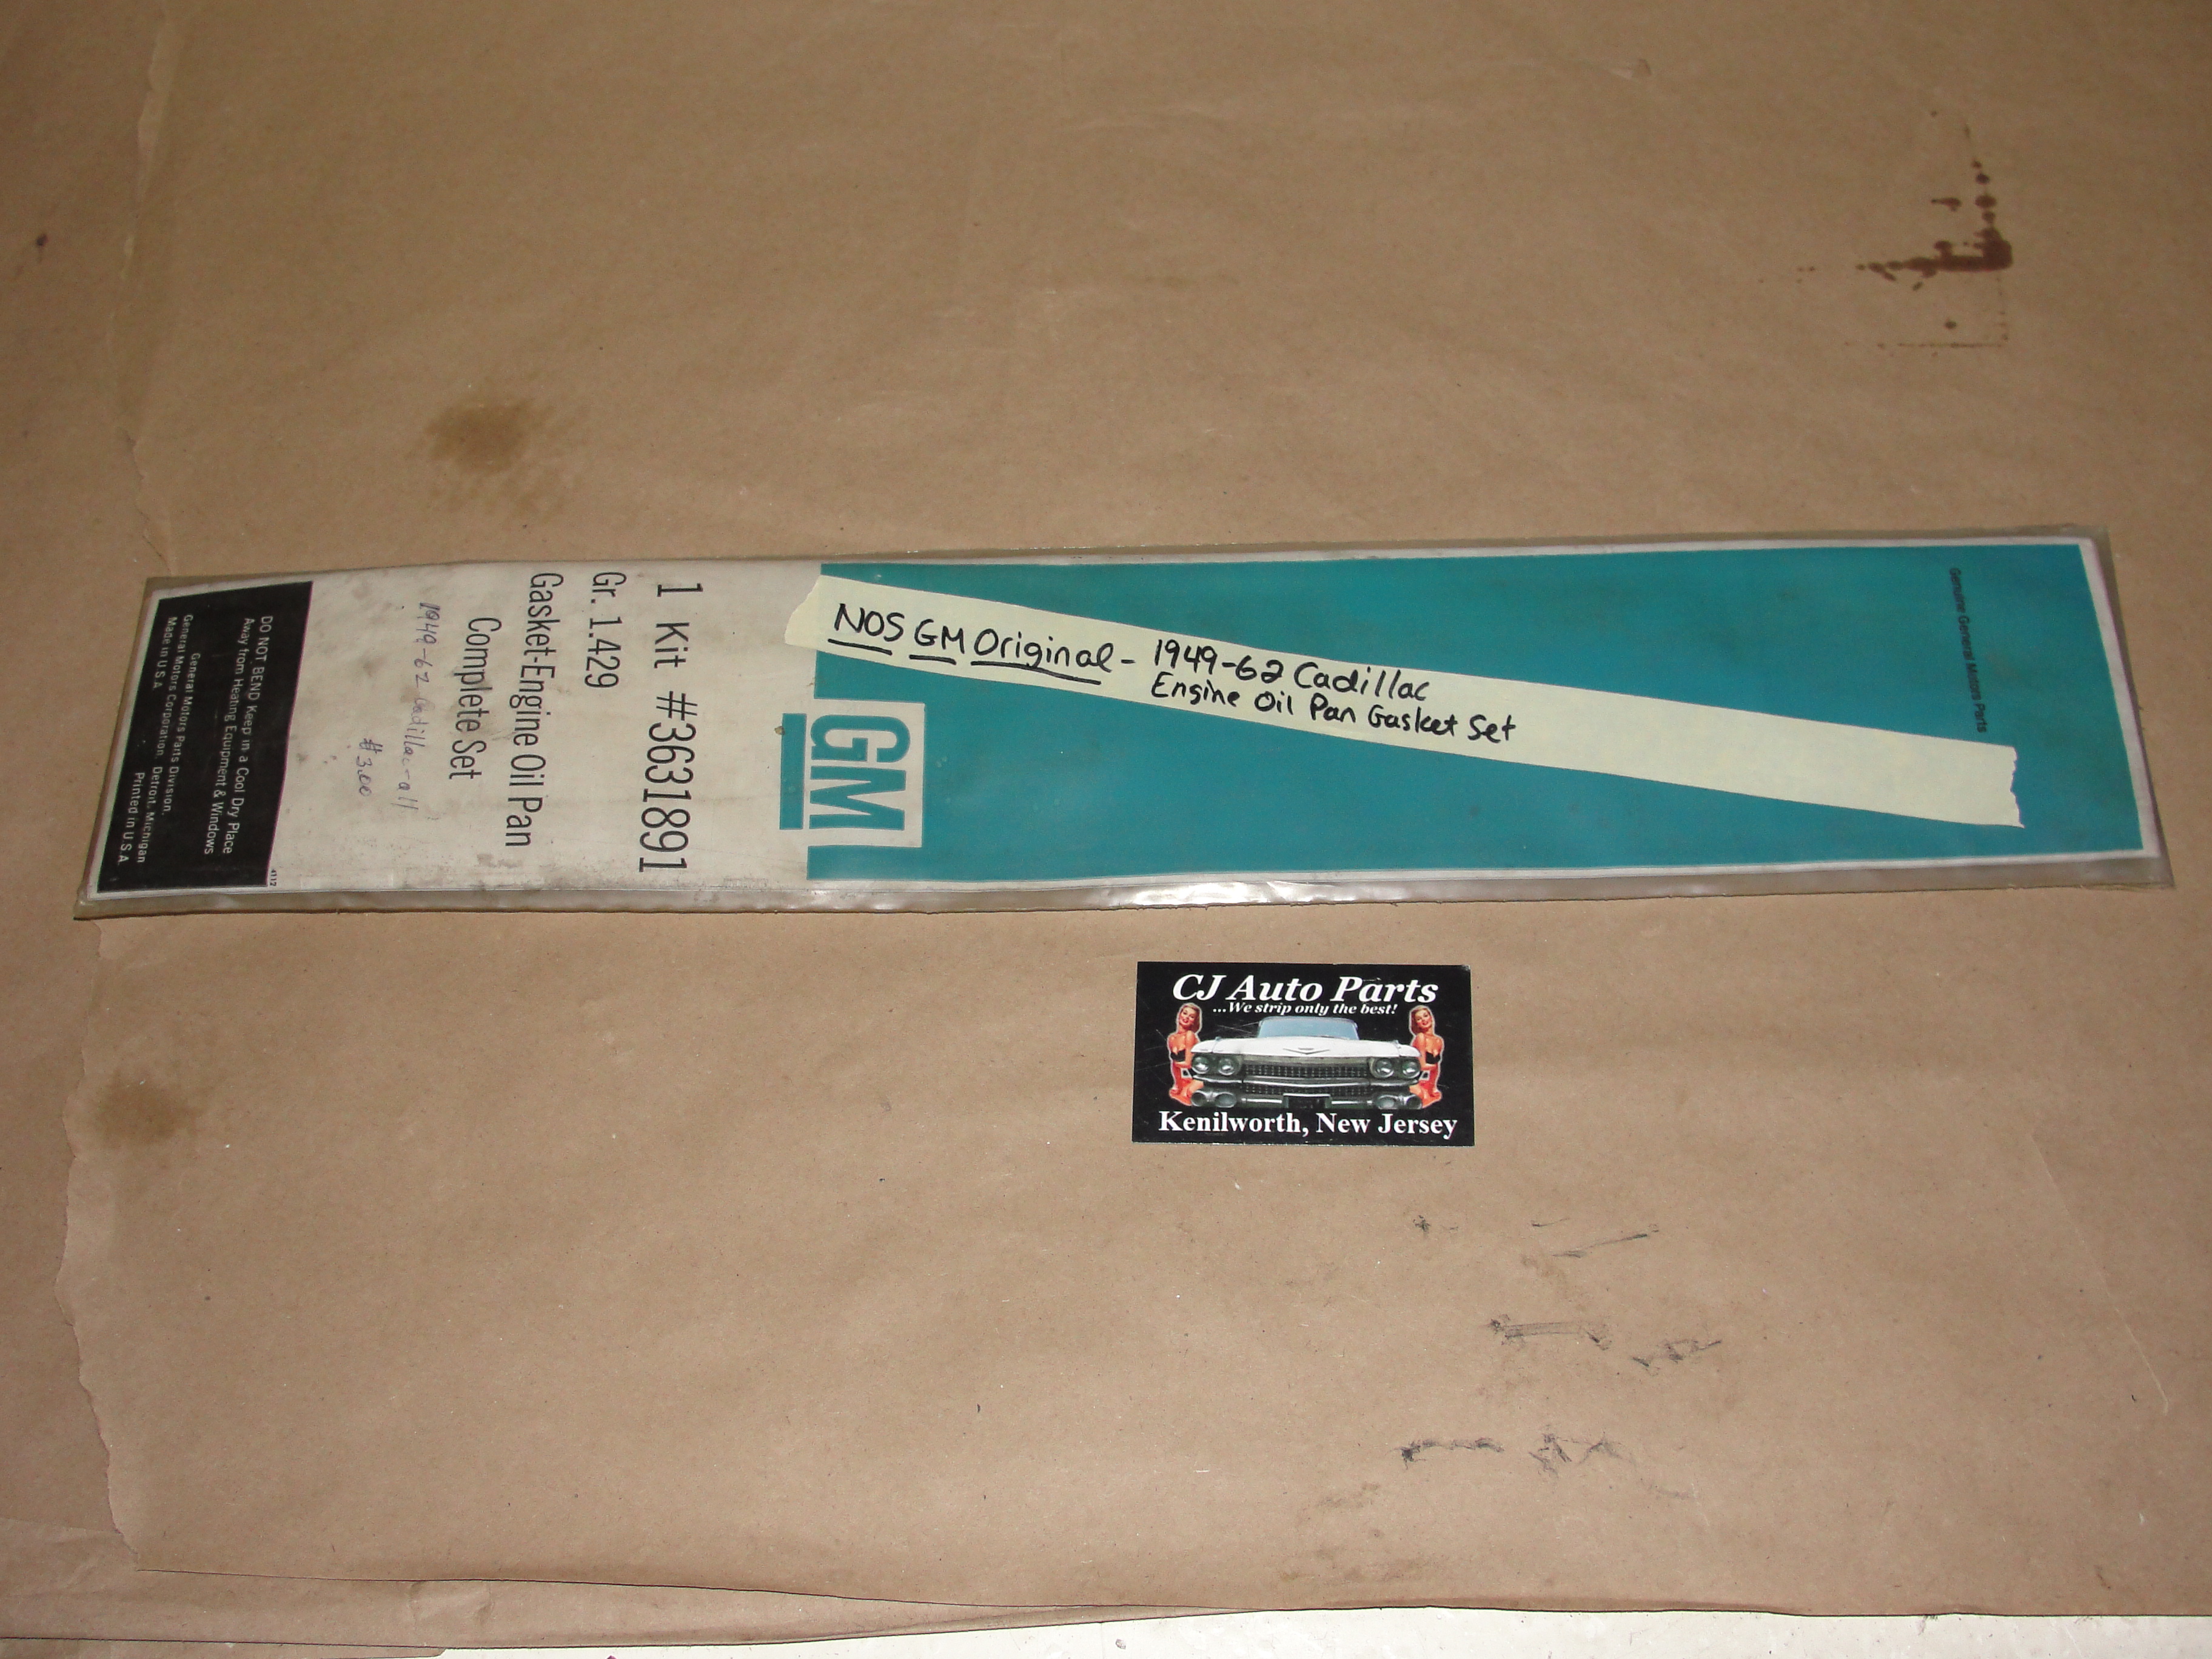 NOS GM Original - 1949-62 Cadillac
Engine Oil Pan Gasket Set
Genuine General Motors Parts
GM
1 Kit #3631891
Gr. 1.429
Gasket-Engine Oil Pan
Complete Set
1949-62 Cadillac-all
#3.00
DO NOT BEND Keep in a Cool Dry Place
Away from Heating Equipment & Windows
General Motors Parts Division,
General Motors Corporation, Detroit, Michigan
Made in U.S.A. Printed in U.S.A.
4112
CJ Auto Parts
...We strip only the best!
Kenilworth, New Jersey